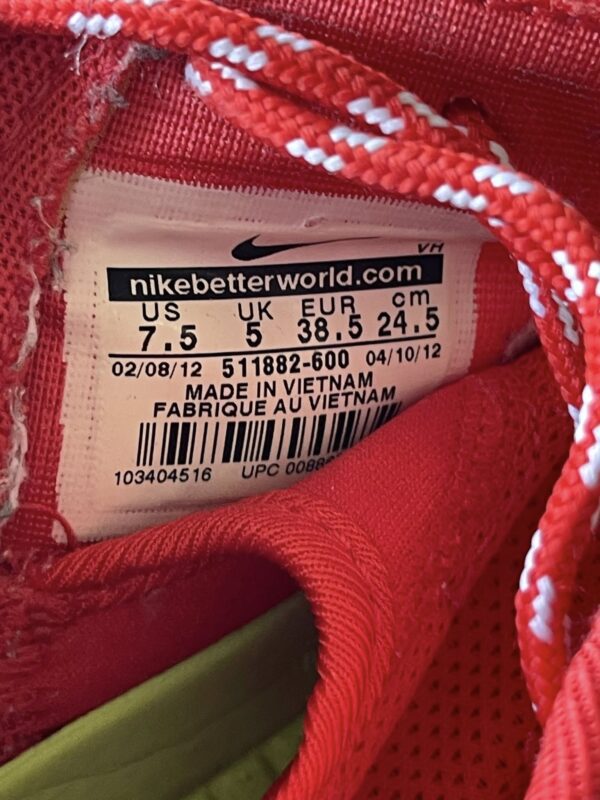 VH
nikebetterworld.com
US UK EUR cm
7.5 5 38.5 24.5
02/08/12 511882-600 04/10/12
MADE IN VIETNAM
FABRIQUE AU VIETNAM
103404516 UPC